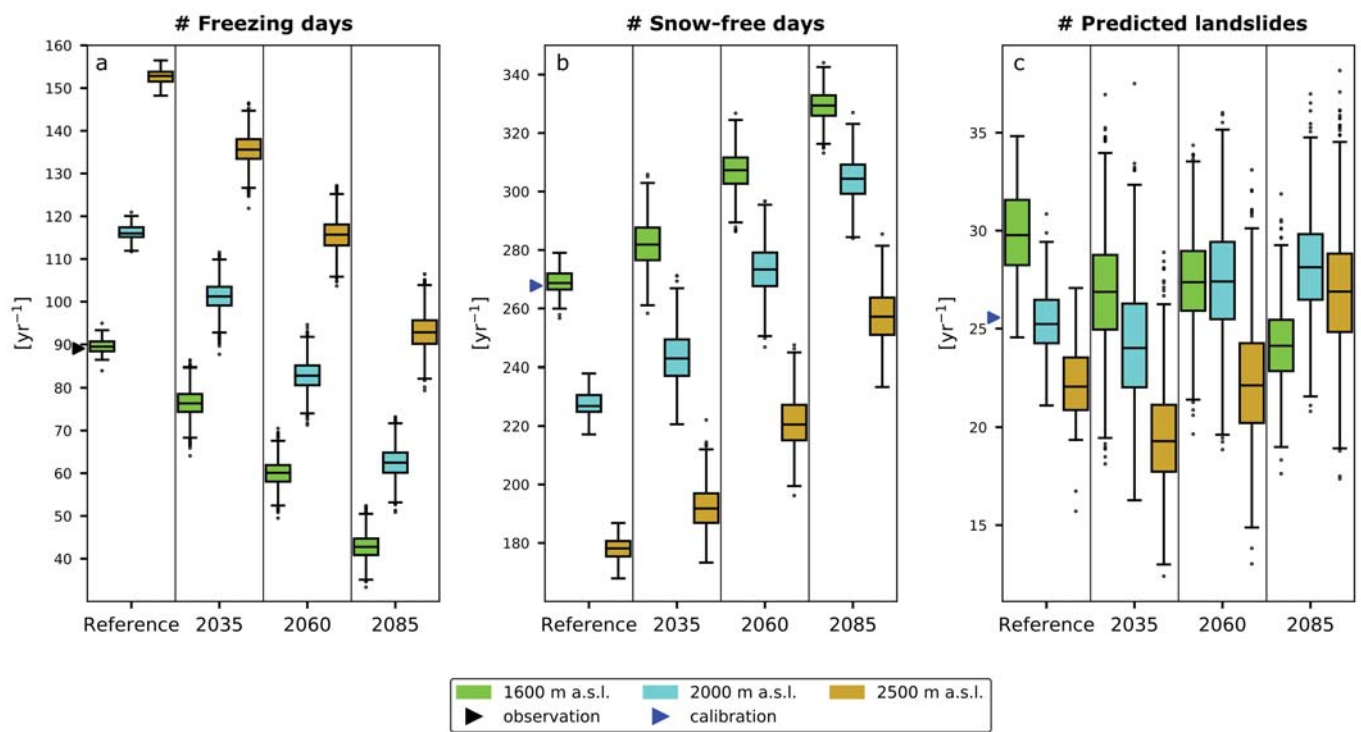 # Freezing days
# Snow-free days
# Predicted landslides
a
160
150
140
130
120
110
100
90
80
70
60
50
40
[yr⁻¹]
Reference 2035 2060 2085
b
340
320
300
280
260
240
220
200
180
[yr⁻¹]
Reference 2035 2060 2085
c
35
30
25
20
15
[yr⁻¹]
Reference 2035 2060 2085
1600 m a.s.l. 2000 m a.s.l. 2500 m a.s.l.
observation calibration